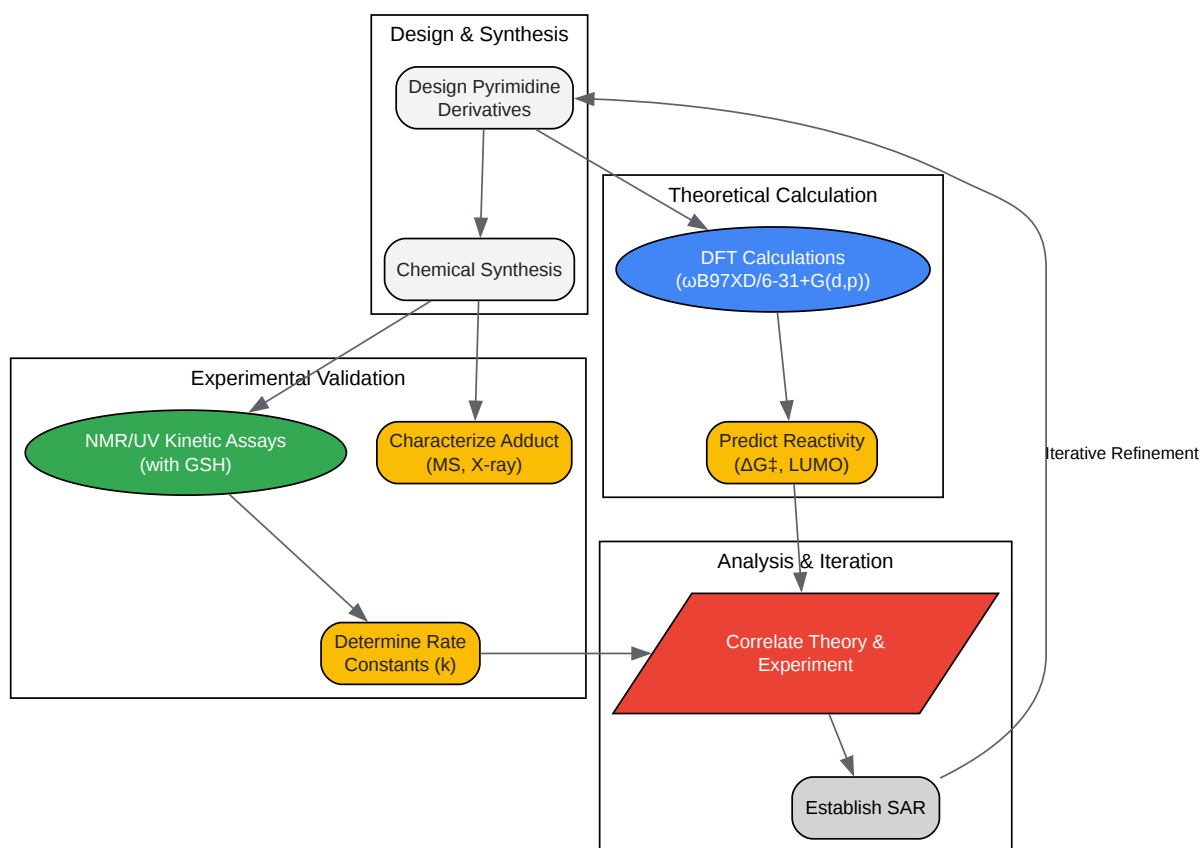 Design & Synthesis
Design Pyrimidine
Derivatives
Chemical Synthesis
Theoretical Calculation
DFT Calculations
(ωB97XD/6-31+G(d,p))
Predict Reactivity
(ΔG‡, LUMO)
Experimental Validation
NMR/UV Kinetic Assays
(with GSH)
Characterize Adduct
(MS, X-ray)
Determine Rate
Constants (k)
Analysis & Iteration
Correlate Theory &
Experiment
Establish SAR
Iterative Refinement